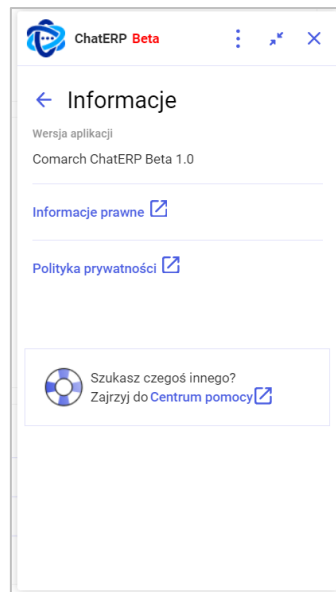 ChatERP Beta
Informacje
Wersja aplikacji
Comarch ChatERP Beta 1.0
Informacje prawne
Polityka prywatności
Szukasz czegoś innego?
Zajrzyj do Centrum pomocy